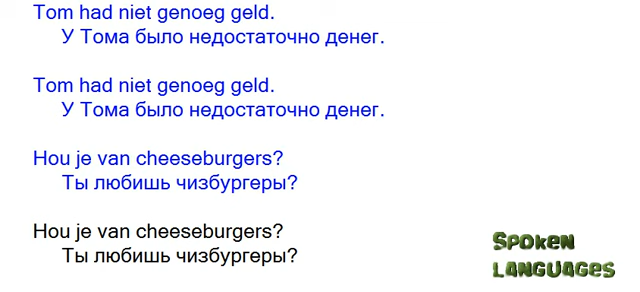 Tom had niet genoeg geld.
У Тома было недостаточно денег.
Tom had niet genoeg geld.
У Тома было недостаточно денег.
Hou je van cheeseburgers?
Ты любишь чизбургеры?
Hou je van cheeseburgers?
Ты любишь чизбургеры?
Spoken
Languages